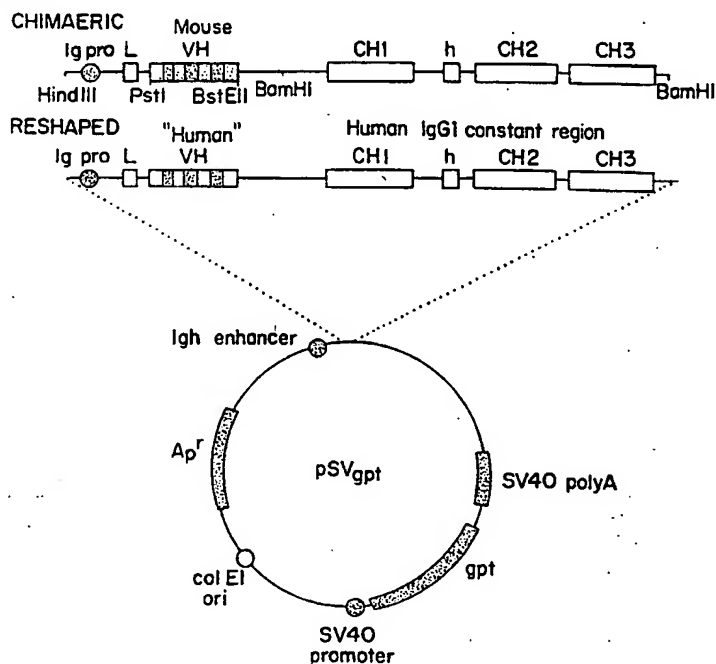 CHIMAERIC
Mouse
Ig pro L VH CH1 h CH2 CH3
HindIII PstI BstEII BamHI BamHI
RESHAPED "Human" Human IgG1 constant region
Ig pro L VH CH1 h CH2 CH3
Igh enhancer
Apr
pSVgpt
SV40 polyA
gpt
col EI
ori
SV40
promoter